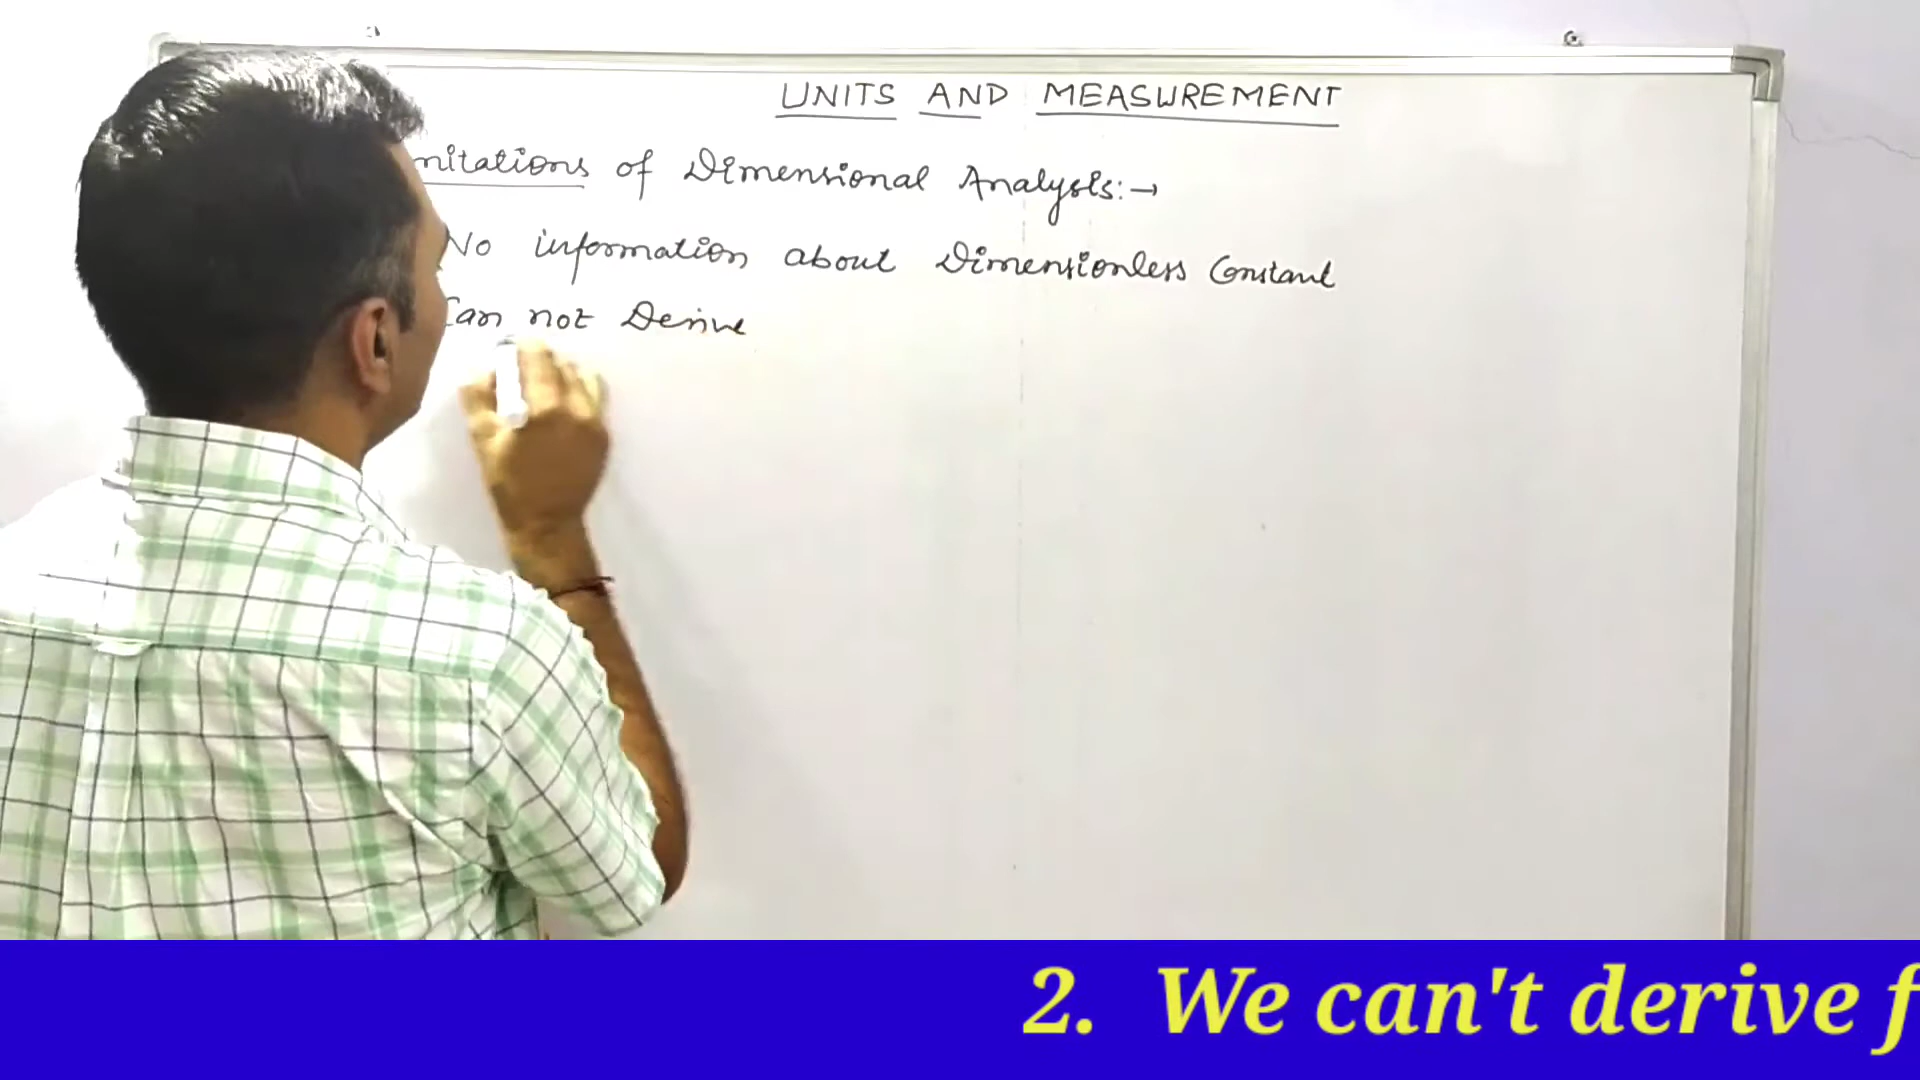 UNITS AND MEASUREMENT
mitations of Dimensional Analysis:→
No information about Dimensionless Constant
Can not Derive
2. We can't derive f